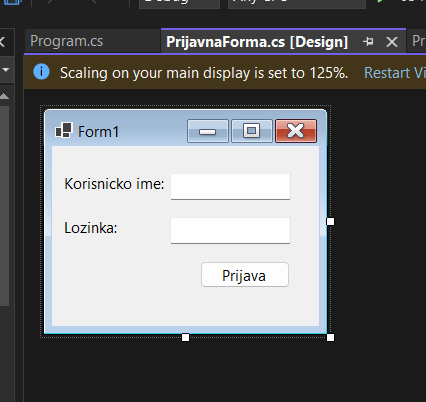 Program.cs
PrijavnaForma.cs [Design]
Scaling on your main display is set to 125%. Restart Vi
Form1
Korisnicko ime:
Lozinka:
Prijava